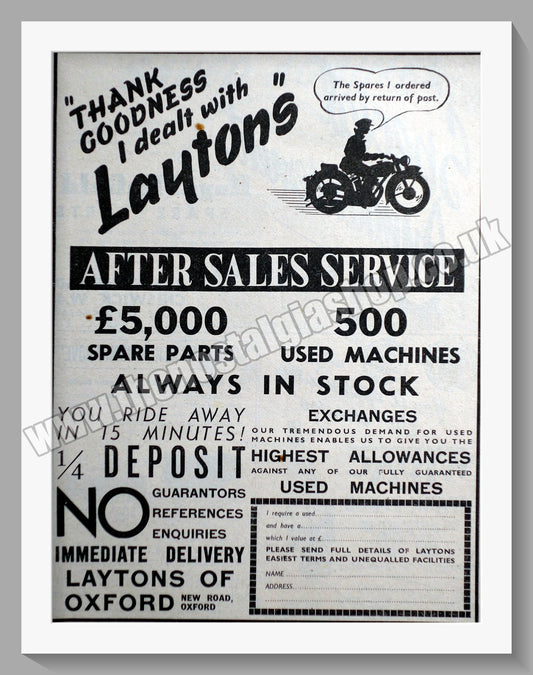 "THANK
GOODNESS
I dealt with
Laytons"
The Spares I ordered
arrived by return of post.
AFTER SALES SERVICE
£5,000
SPARE PARTS
500
USED MACHINES
ALWAYS IN STOCK
YOU RIDE AWAY
IN 15 MINUTES!
1/4 DEPOSIT
NO
GUARANTORS
REFERENCES
ENQUIRIES
IMMEDIATE DELIVERY
LAYTONS OF
OXFORD NEW ROAD,
OXFORD
EXCHANGES
OUR TREMENDOUS DEMAND FOR USED
MACHINES ENABLES US TO GIVE YOU THE
HIGHEST ALLOWANCES
AGAINST ANY OF OUR FULLY GUARANTEED
USED MACHINES
I require a used
and have a
which I value at £
PLEASE SEND FULL DETAILS OF LAYTONS
EASIEST TERMS AND UNEQUALLED FACILITIES
NAME
ADDRESS
www.thenostalgiashop.co.uk